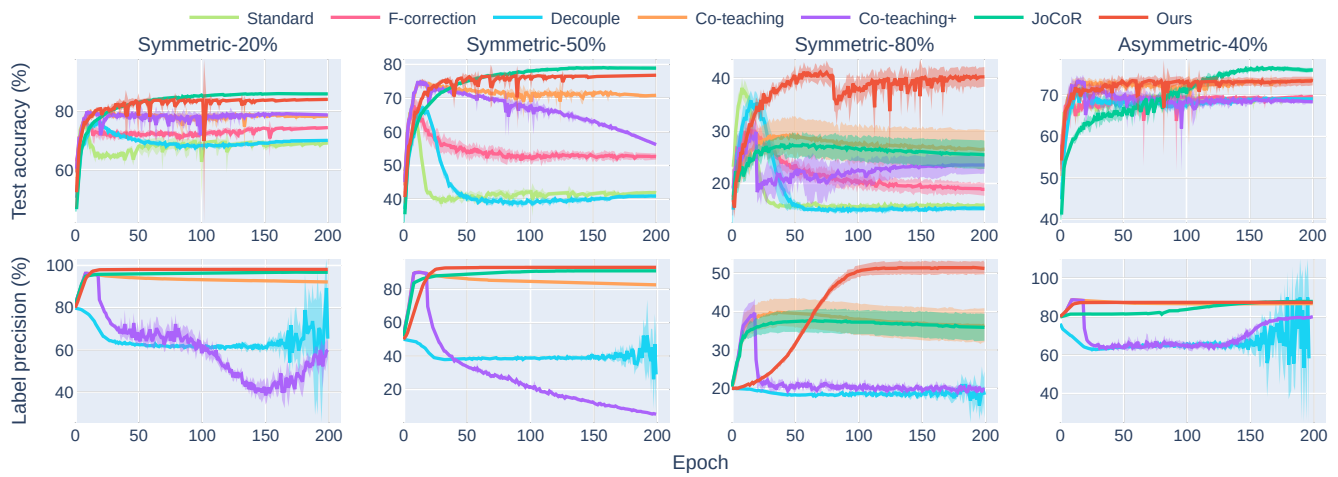 Standard F-correction Decouple Co-teaching Co-teaching+ JoCoR Ours
Symmetric-20% Symmetric-50% Symmetric-80% Asymmetric-40%
Test accuracy (%)
80
60
0 50 100 150 200
80
70
60
50
40
0 50 100 150 200
40
30
20
0 50 100 150 200
70
60
50
40
0 50 100 150 200
Label precision (%)
100
80
60
40
0 50 100 150 200
80
60
40
20
0 50 100 150 200
50
40
30
20
0 50 100 150 200
100
80
60
40
0 50 100 150 200
Epoch